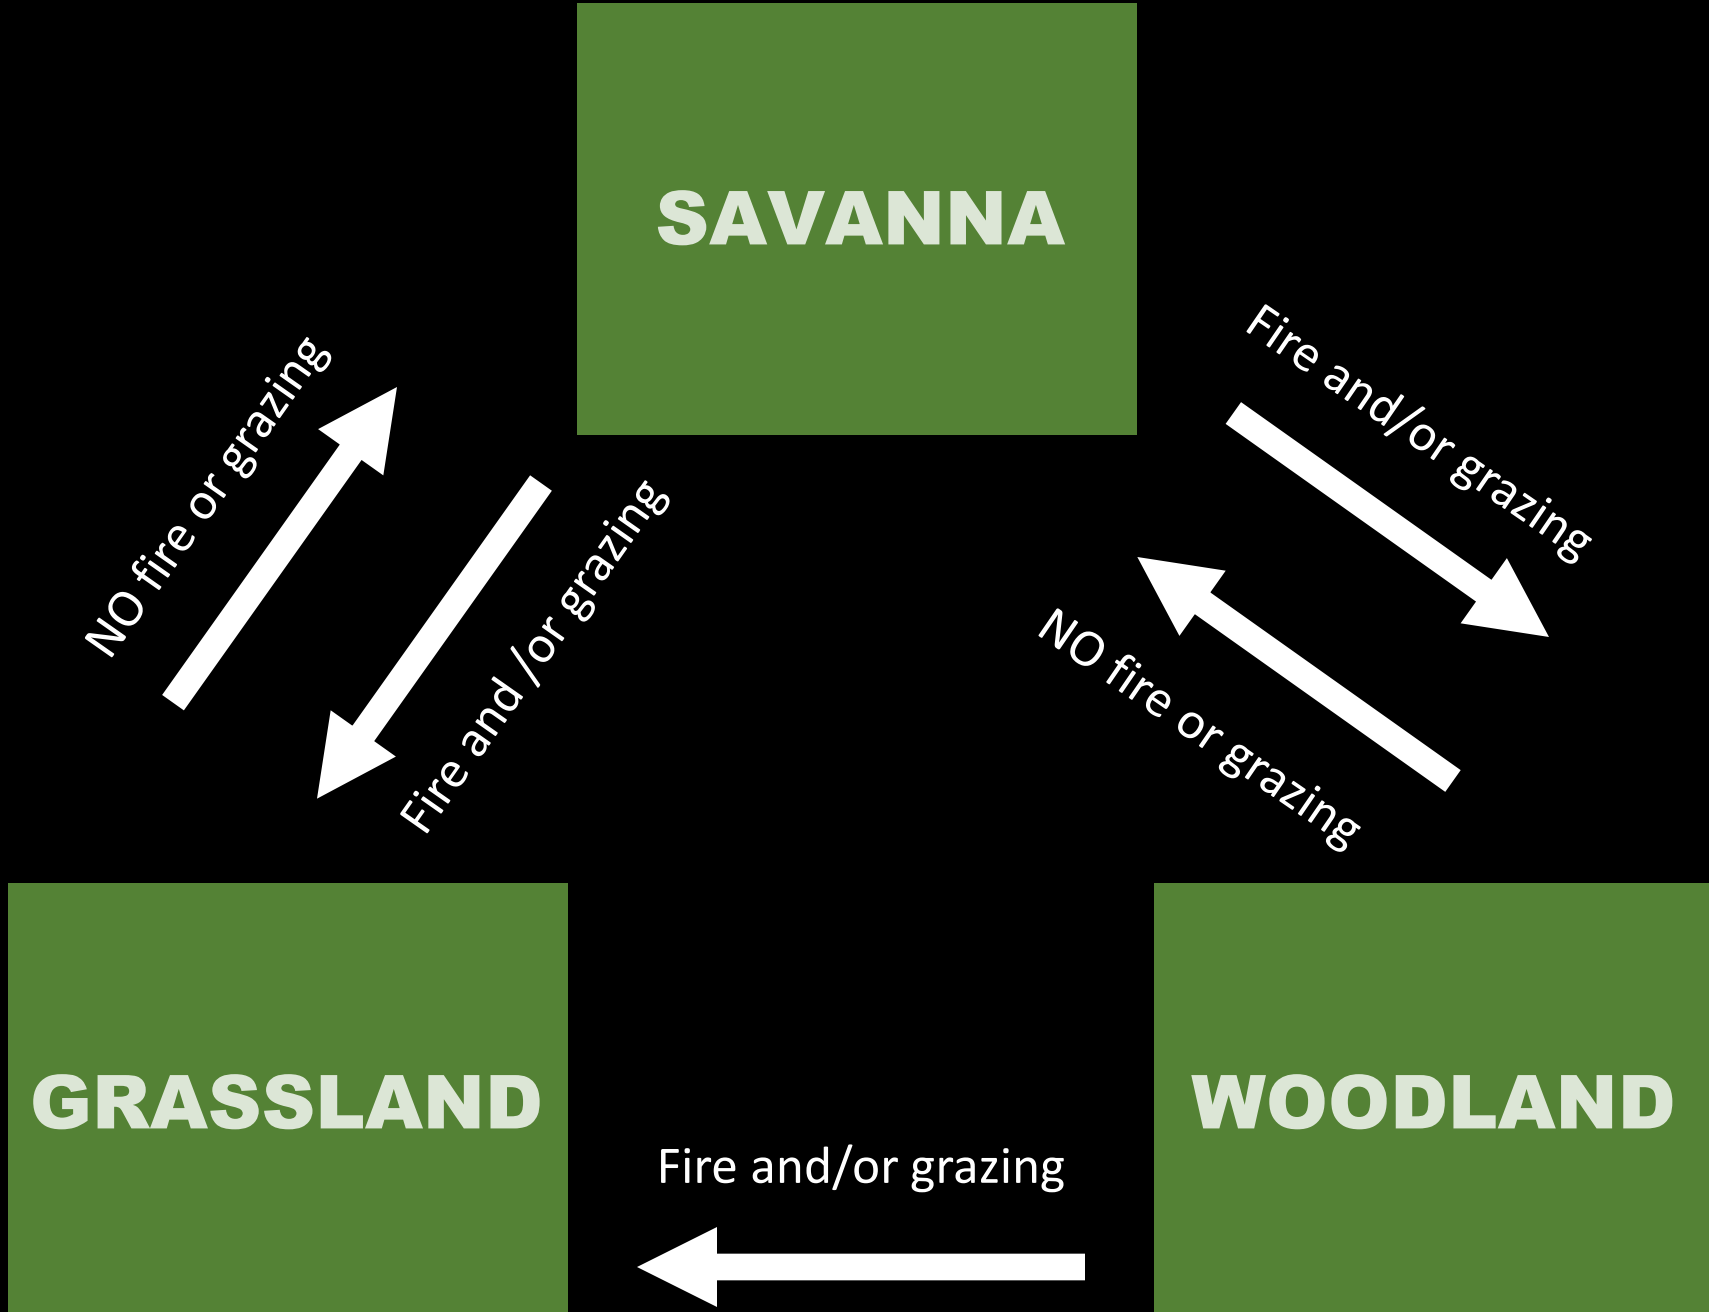 SAVANNA
NO fire or grazing
Fire and /or grazing
Fire and/or grazing
NO fire or grazing
GRASSLAND
WOODLAND
Fire and/or grazing